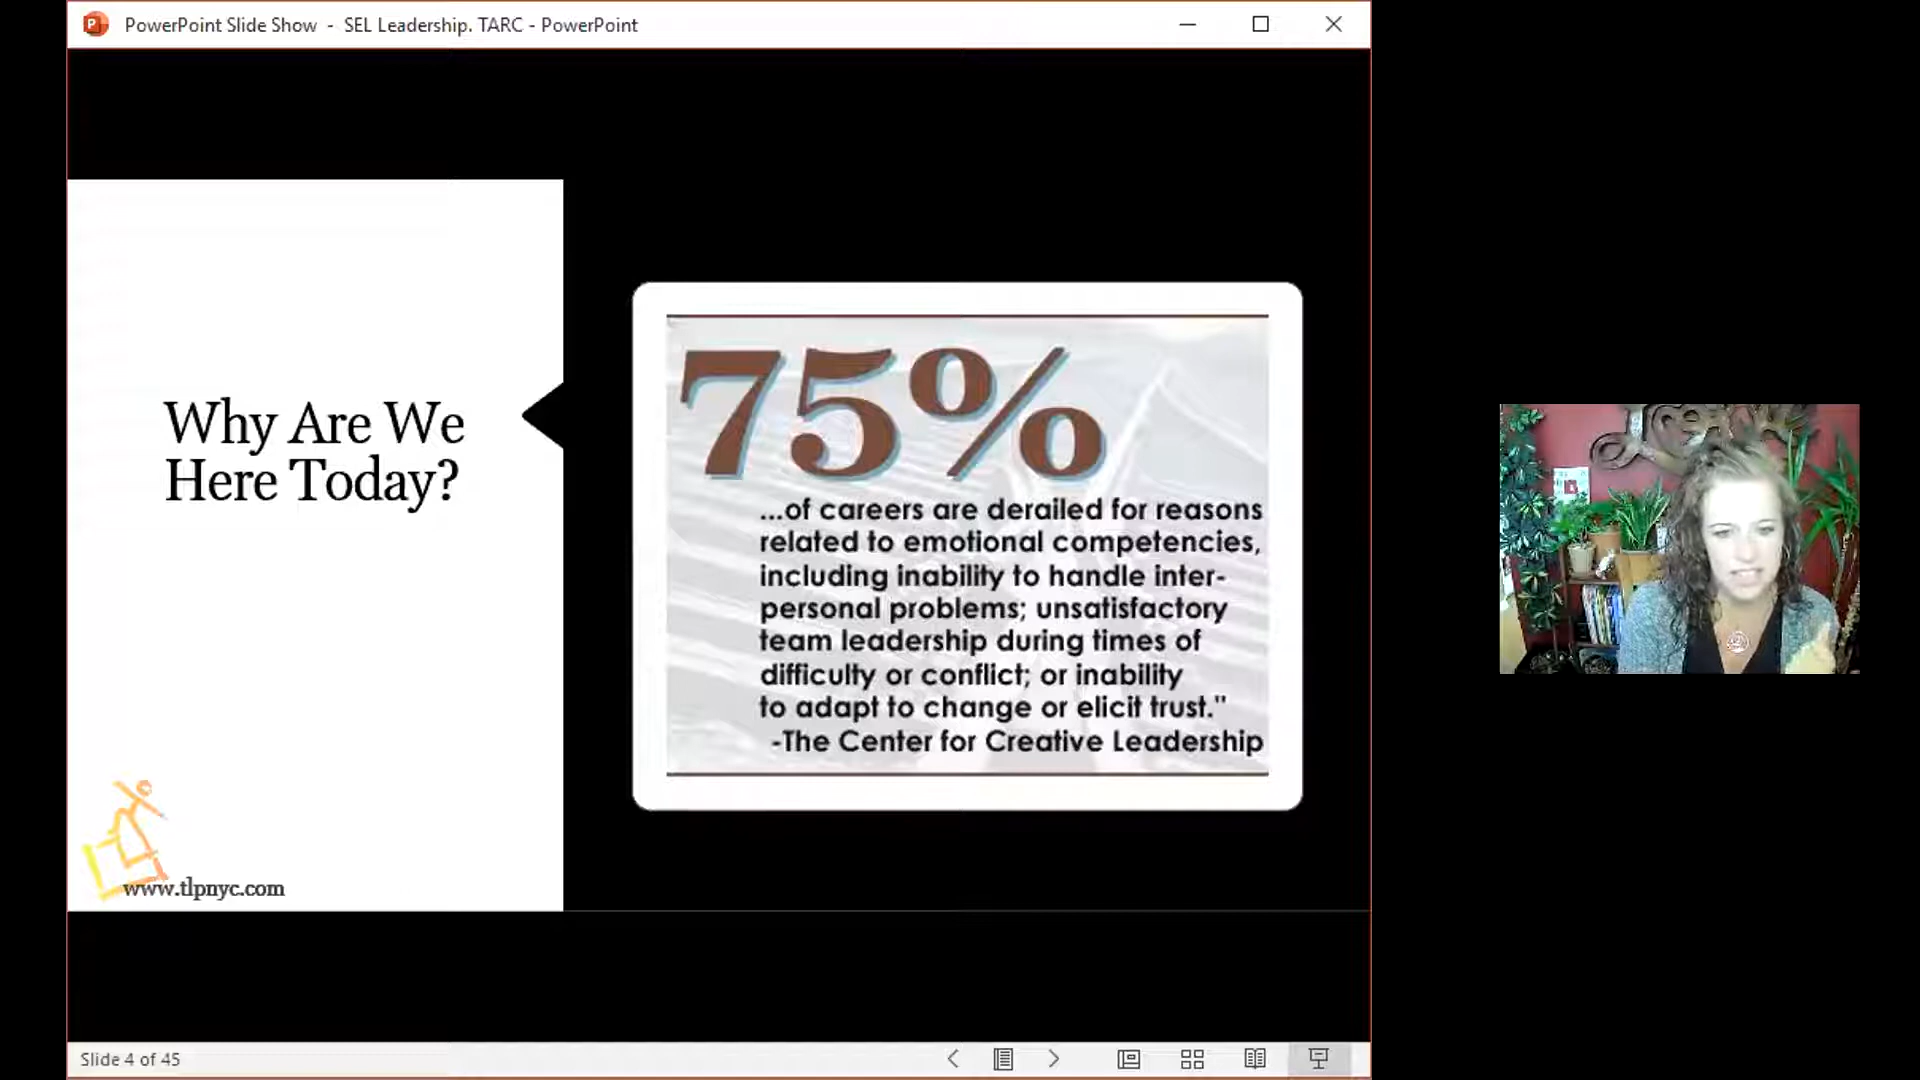 PowerPoint Slide Show - SEL Leadership. TARC - PowerPoint
Why Are We
Here Today?
75%
...of careers are derailed for reasons
related to emotional competencies,
including inability to handle inter-
personal problems; unsatisfactory
team leadership during times of
difficulty or conflict; or inability
to adapt to change or elicit trust."
-The Center for Creative Leadership
www.tlpnyc.com
Slide 4 of 45